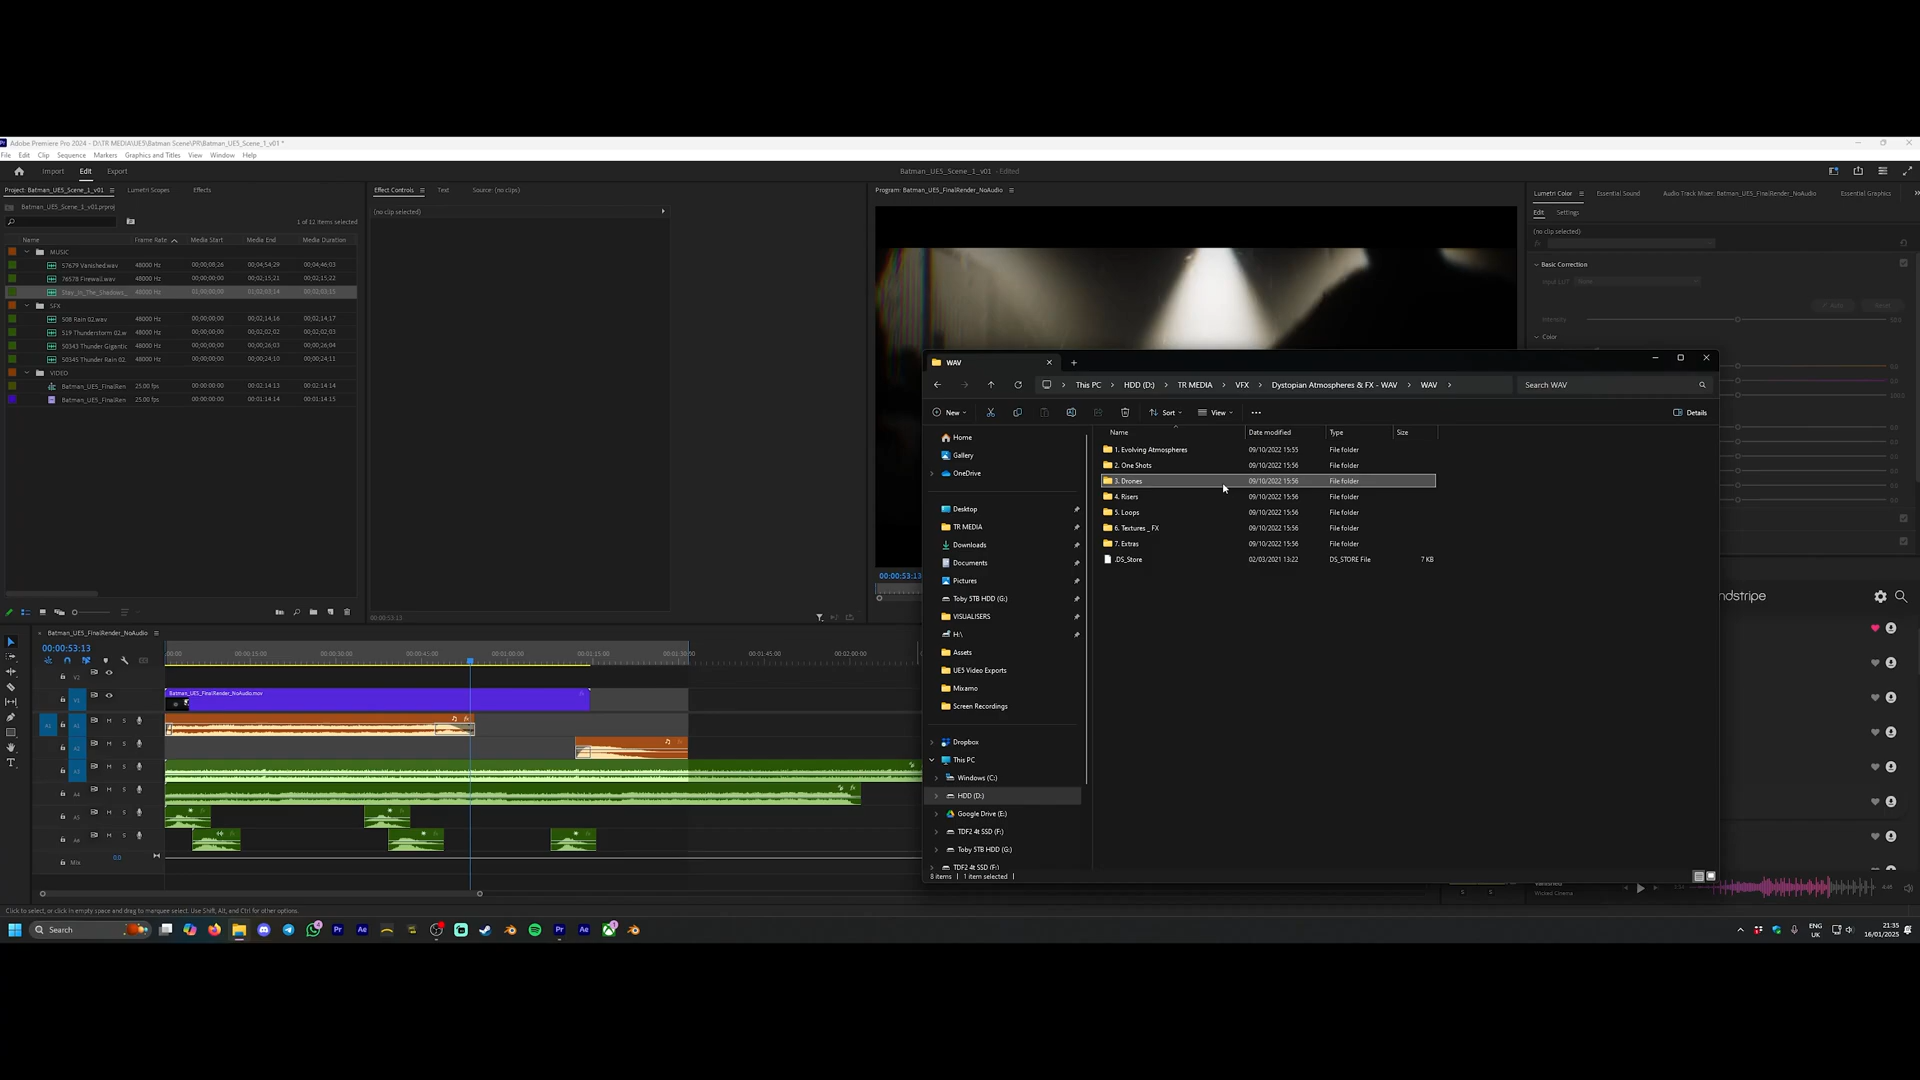 Adobe Premiere Pro 2024 - D:\TR MEDIA\UE5\Batman Scene\PR\Batman_UE5_Scene_1_v01 *
File Edit Clip Sequence Markers Graphics and Titles View Window Help
Import Edit Export
Batman_UE5_Scene_1_v01 - Edited
Project: Batman_UE5_Scene_1_v01 Lumetri Scopes Effects
Effect Controls Text Source: (no clips)
Program: Batman_UE5_FinalRender_NoAudio
Lumetri Color Essential Sound Audio Track Mixer: Batman_UE5_FinalRender_NoAudio Essential Graphics
Batman_UE5_Scene_1_v01.prproj
(no clip selected)
Edit Settings
1 of 12 items selected
(no clip selected)
Name Frame Rate Media Start Media End Media Duration
MUSIC
57679 Vanished.wav 48000 Hz 00;00;08;26 00;04;54;29 00;04;46;03
76578 Firewall.wav 48000 Hz 00;00;00;00 00;02;15;21 00;02;15;22
Stay_In_The_Shadows_ 48000 Hz 01;00;00;00 01;02;03;14 00;02;03;15
SFX
508 Rain 02.wav 48000 Hz 00;00;00;00 00;02;14;16 00;02;14;17
519 Thunderstorm 02.w 48000 Hz 00;00;00;00 00;02;02;02 00;02;02;03
50343 Thunder Gigantic 48000 Hz 00;00;00;00 00;00;26;03 00;00;26;04
50345 Thunder Rain 02 48000 Hz 00;00;00;00 00;00;24;10 00;00;24;11
VIDEO
Batman_UE5_FinalRen 25.00 fps 00:00:00:00 00:02:14:13 00:02:14:14
Batman_UE5_FinalRen 25.00 fps 00:00:00:00 00:01:14:14 00:01:14:15
Basic Correction
Input LUT None
Auto Reset
Intensity 50.0
Color
WAV
This PC HDD (D:) TR MEDIA VFX Dystopian Atmospheres & FX - WAV WAV
Search WAV
New Sort View Details
Name Date modified Type Size
1. Evolving Atmospheres 09/10/2022 15:55 File folder
2. One Shots 09/10/2022 15:56 File folder
3. Drones 09/10/2022 15:56 File folder
4. Risers 09/10/2022 15:56 File folder
5. Loops 09/10/2022 15:56 File folder
6. Textures _ FX 09/10/2022 15:56 File folder
7. Extras 09/10/2022 15:56 File folder
.DS_Store 02/03/2021 13:22 DS_STORE File 7 KB
Home
Gallery
OneDrive
Desktop
TR MEDIA
Downloads
Documents
Pictures
Toby 5TB HDD (G:)
VISUALISERS
H:\
Assets
UE5 Video Exports
Mixamo
Screen Recordings
Dropbox
This PC
Windows (C:)
HDD (D:)
Google Drive (E:)
TDF2 4t SSD (F:)
Toby 5TB HDD (G:)
TDF2 4t SSD (F:)
8 items 1 item selected
00:00:53:13
00:00:53:13
ndstripe
Batman_UE5_FinalRender_NoAudio
00:00:53:13
:00:00 00:00:15:00 00:00:30:00 00:00:45:00 00:01:00:00 00:01:15:00 00:01:30:00 00:01:45:00 00:02:00:00
V2
V1
Batman_UE5_FinalRender_NoAudio.mov
A1 A1 M S
A2 M S
A3 M S
A4 M S
A5 M S
A6 M S
Mix 0.0
S S
Vanished
Wicked Cinema
4:46
Click to select, or click in empty space and drag to marquee select. Use Shift, Alt, and Ctrl for other options.
Search
ENG
UK
21:35
16/01/2025